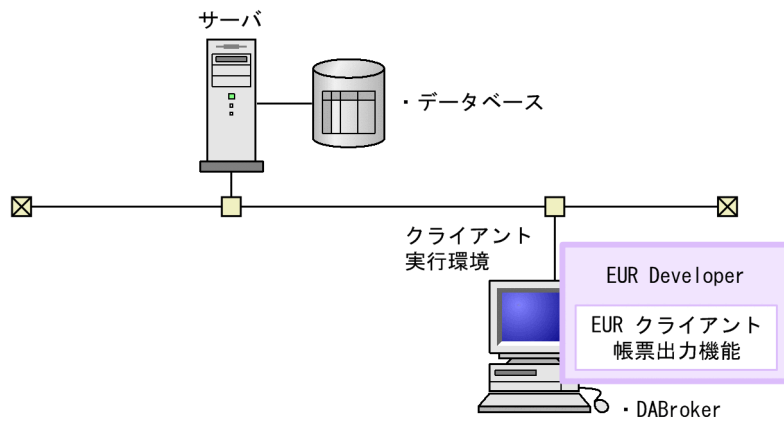 サーバ
・データベース
クライアント
実行環境
EUR Developer
EUR クライアント
帳票出力機能
・DABroker